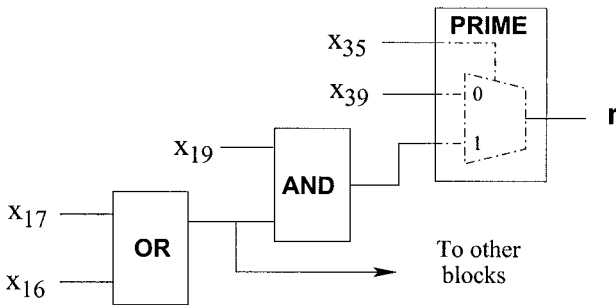 PRIME
x35
x39
0
r
x19
1
AND
x17
OR
To other
x16
blocks